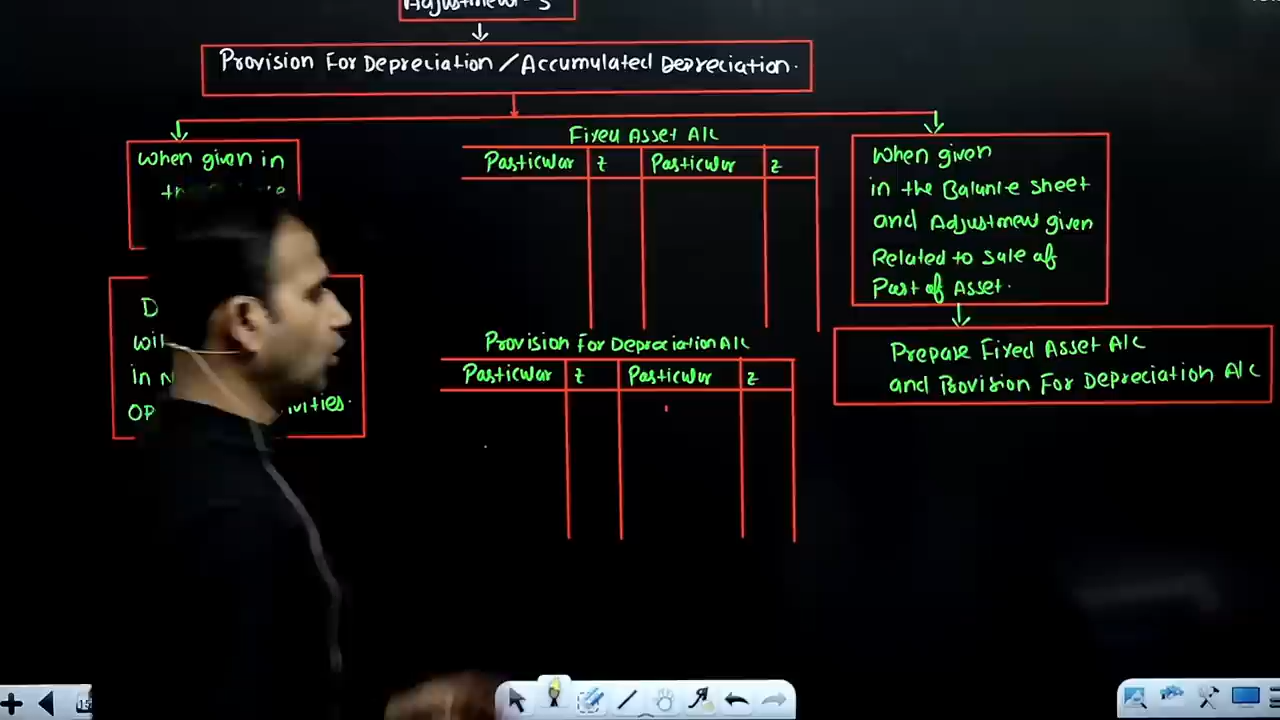 Adjustment-3
Provision For Depreciation / Accumulated Depreciation.
When given in
Fixed Asset A/c
Particular ₹ Particular ₹
When given
in the Balance sheet
and Adjustment given
Related to sale of
Part of Asset.
Provision For Depreciation A/c
Particular ₹ Particular ₹
Prepare Fixed Asset A/c
and Provision For Depreciation A/c